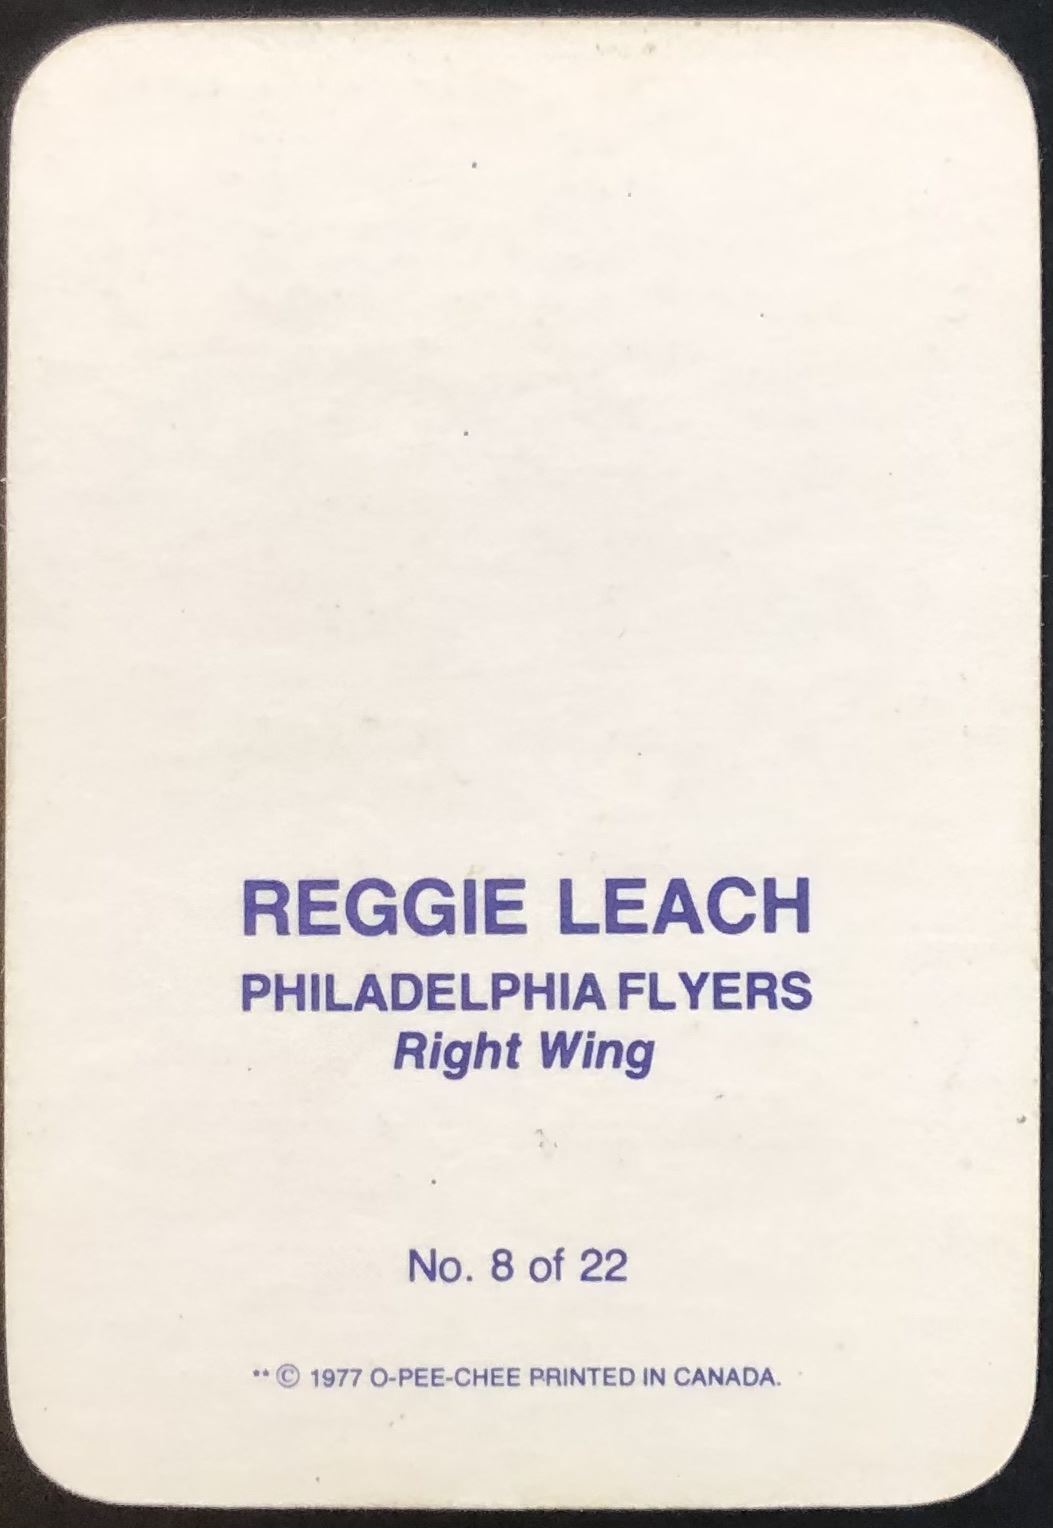 REGGIE LEACH
PHILADELPHIA FLYERS
Right Wing
No. 8 of 22
** © 1977 O-PEE-CHEE PRINTED IN CANADA.